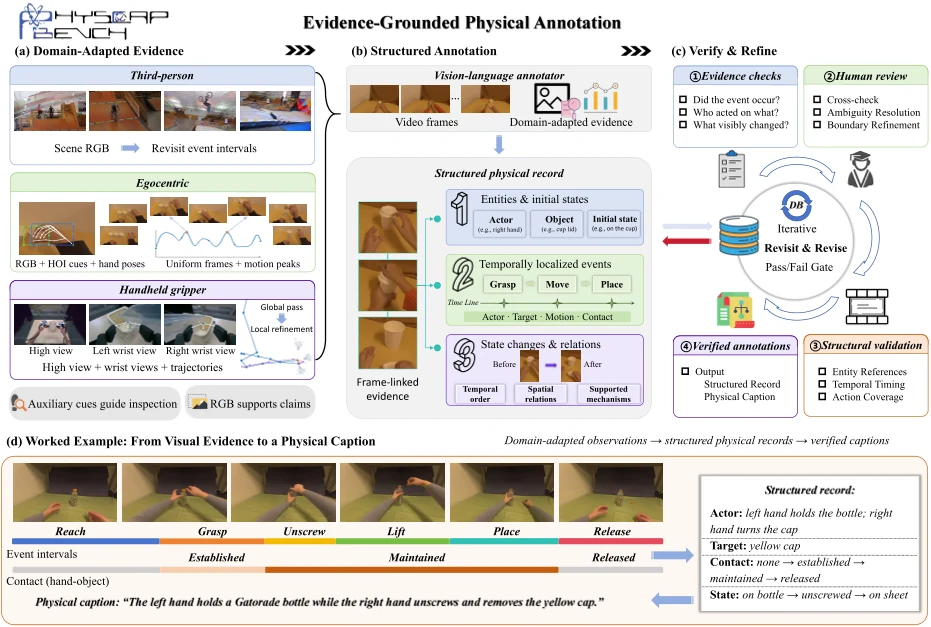 PHYSCAP
BENCH
Evidence-Grounded Physical Annotation
(a) Domain-Adapted Evidence
Third-person
Scene RGB
Revisit event intervals
Egocentric
RGB + HOI cues + hand poses
Uniform frames + motion peaks
Handheld gripper
Global pass
Local refinement
High view
Left wrist view
Right wrist view
High view + wrist views + trajectories
Auxiliary cues guide inspection
RGB supports claims
(b) Structured Annotation
Vision-language annotator
...
Video frames
Domain-adapted evidence
Structured physical record
Frame-linked
evidence
1
Entities & initial states
Actor
(e.g., right hand)
Object
(e.g., cup lid)
Initial state
(e.g., on the cup)
2
Temporally localized events
Grasp
Move
Place
Time Line
Actor · Target · Motion · Contact
3
State changes & relations
Before
After
Temporal
order
Spatial
relations
Supported
mechanisms
(c) Verify & Refine
①Evidence checks
Did the event occur?
Who acted on what?
What visibly changed?
②Human review
Cross-check
Ambiguity Resolution
Boundary Refinement
DB
Iterative
Revisit & Revise
Pass/Fail Gate
④Verified annotations
Output
Structured Record
Physical Caption
③Structural validation
Entity References
Temporal Timing
Action Coverage
(d) Worked Example: From Visual Evidence to a Physical Caption
Domain-adapted observations → structured physical records → verified captions
Reach
Grasp
Unscrew
Lift
Place
Release
Event intervals
Established
Maintained
Released
Contact (hand-object)
Physical caption: “The left hand holds a Gatorade bottle while the right hand unscrews and removes the yellow cap.”
Structured record:
Actor: left hand holds the bottle; right
hand turns the cap
Target: yellow cap
Contact: none → established →
maintained → released
State: on bottle → unscrewed → on sheet